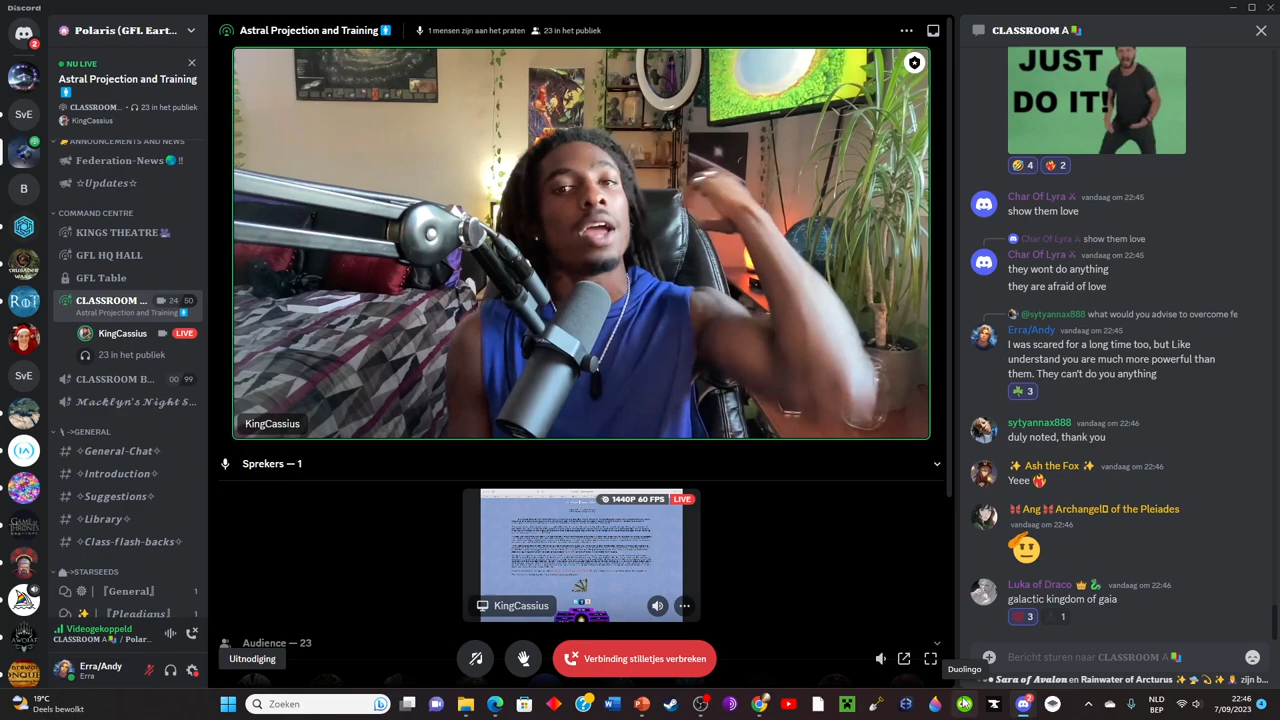 Discord
Polaris (GFL Eart...
NU LIVE
Astral Projection and Training
CLASSROOM... • 23 in het publiek
KingCassius
ANNOUNCEMENTS AND NEWS
Federation-News !!
☆Updates☆
COMMAND CENTRE
KINGS THEATRE
GFL HQ HALL
GFL Table
CLASSROOM ... 24 50
Astral Projection and Training
KingCassius LIVE
23 in het publiek
CLASSROOM B... 00 99
Macklyn's Night S...
->GENERAL
✧General-Chat✧
✧Introduction✧
✧Suggestions✧
✧Library✧
✧Class-flash-backs✧
->STARSEEDS
『General』 1
『Pleadians』 1
Videogekoppeld
CLASSROOM A / Polar...
Uitnodiging
Erra/Andy
Erra
SvE
B
SvE
2
Astral Projection and Training
1 mensen zijn aan het praten 23 in het publiek
KingCassius
Sprekers — 1
1440P 60 FPS LIVE
KingCassius
Audience — 23
Verbinding stilletjes verbreken
CLASSROOM A
JUST
DO IT!
4 2
Char Of Lyra vandaag om 22:45
show them love
Char Of Lyra show them love
Char Of Lyra vandaag om 22:45
they wont do anything
they are afraid of love
@sytyannax888 what would you advise to overcome fe
Erra/Andy vandaag om 22:45
I was scared for a long time too, but Like
understand you are much more powerful than
them. They can't do you anything
3
sytyannax888 vandaag om 22:46
duly noted, thank you
Ash the Fox vandaag om 22:46
Yeee
Ang Archangel of the Pleiades
vandaag om 22:46
Luka of Draco vandaag om 22:46
galactic kingdom of gaia
3 1
Bericht sturen naar CLASSROOM A
Duolingo
Sara of Avalon en Rainwater of Arcturus zijn b...
19°C
Deels bewolkt
Zoeken
NLD
BEP
22:46
7/09/2023
4